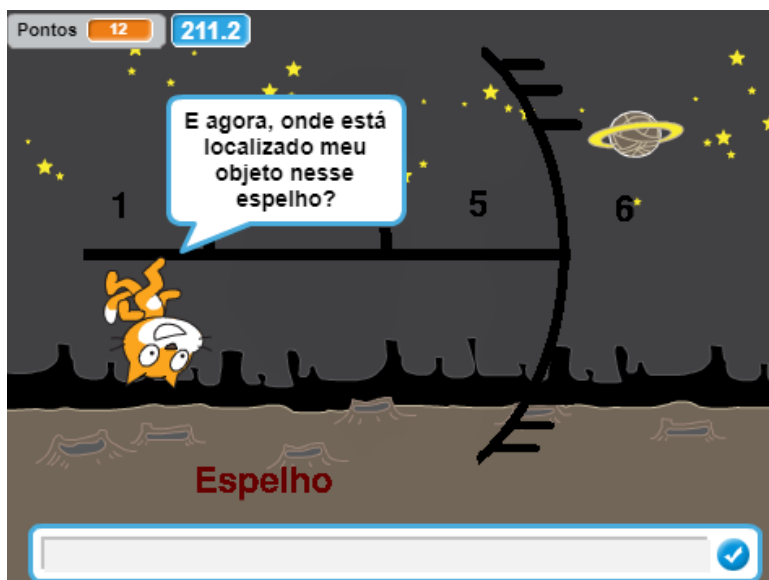 Pontos 12 211.2
E agora, onde está
localizado meu
objeto nesse
espelho?
1 5 6
Espelho